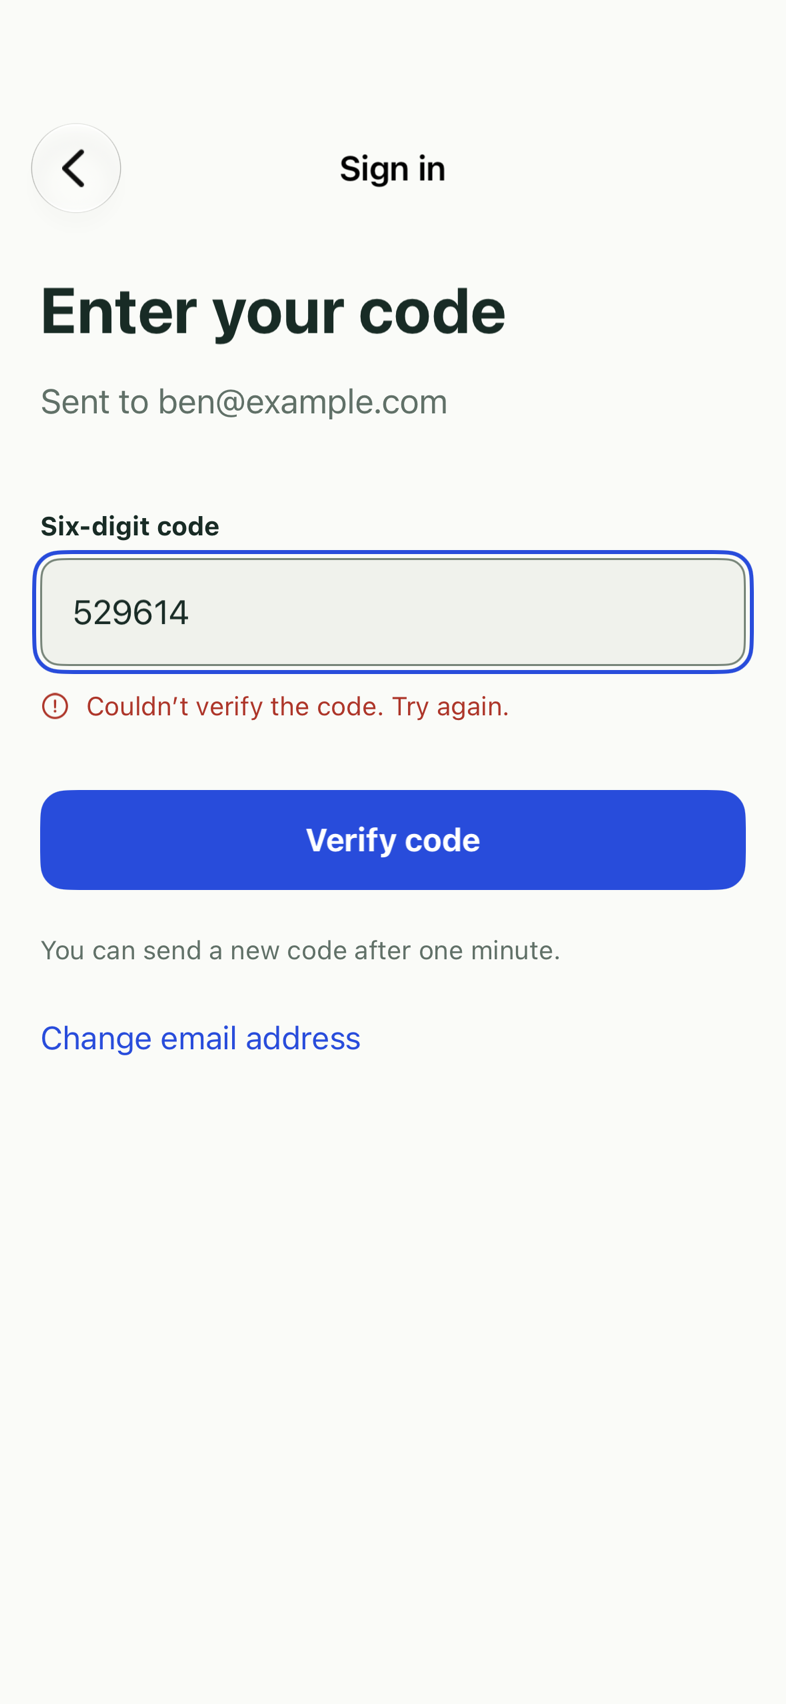 Sign in
Enter your code
Sent to ben@example.com
Six-digit code
529614
Couldn’t verify the code. Try again.
Verify code
You can send a new code after one minute.
Change email address